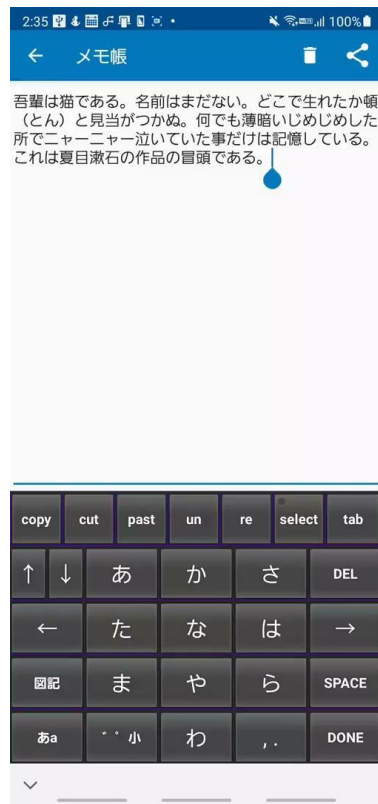 2:35 100%
メモ帳
吾輩は猫である。名前はまだない。どこで生れたか頓
(とん)と見当がつかぬ。何でも薄暗いじめじめした
所でニャーニャー泣いていた事だけは記憶している。
これは夏目漱石の作品の冒頭である。
copy cut past un re select tab
↑ ↓ あ か さ DEL
← た な は →
図記 ま や ら SPACE
あa ゛゜小 わ , . DONE